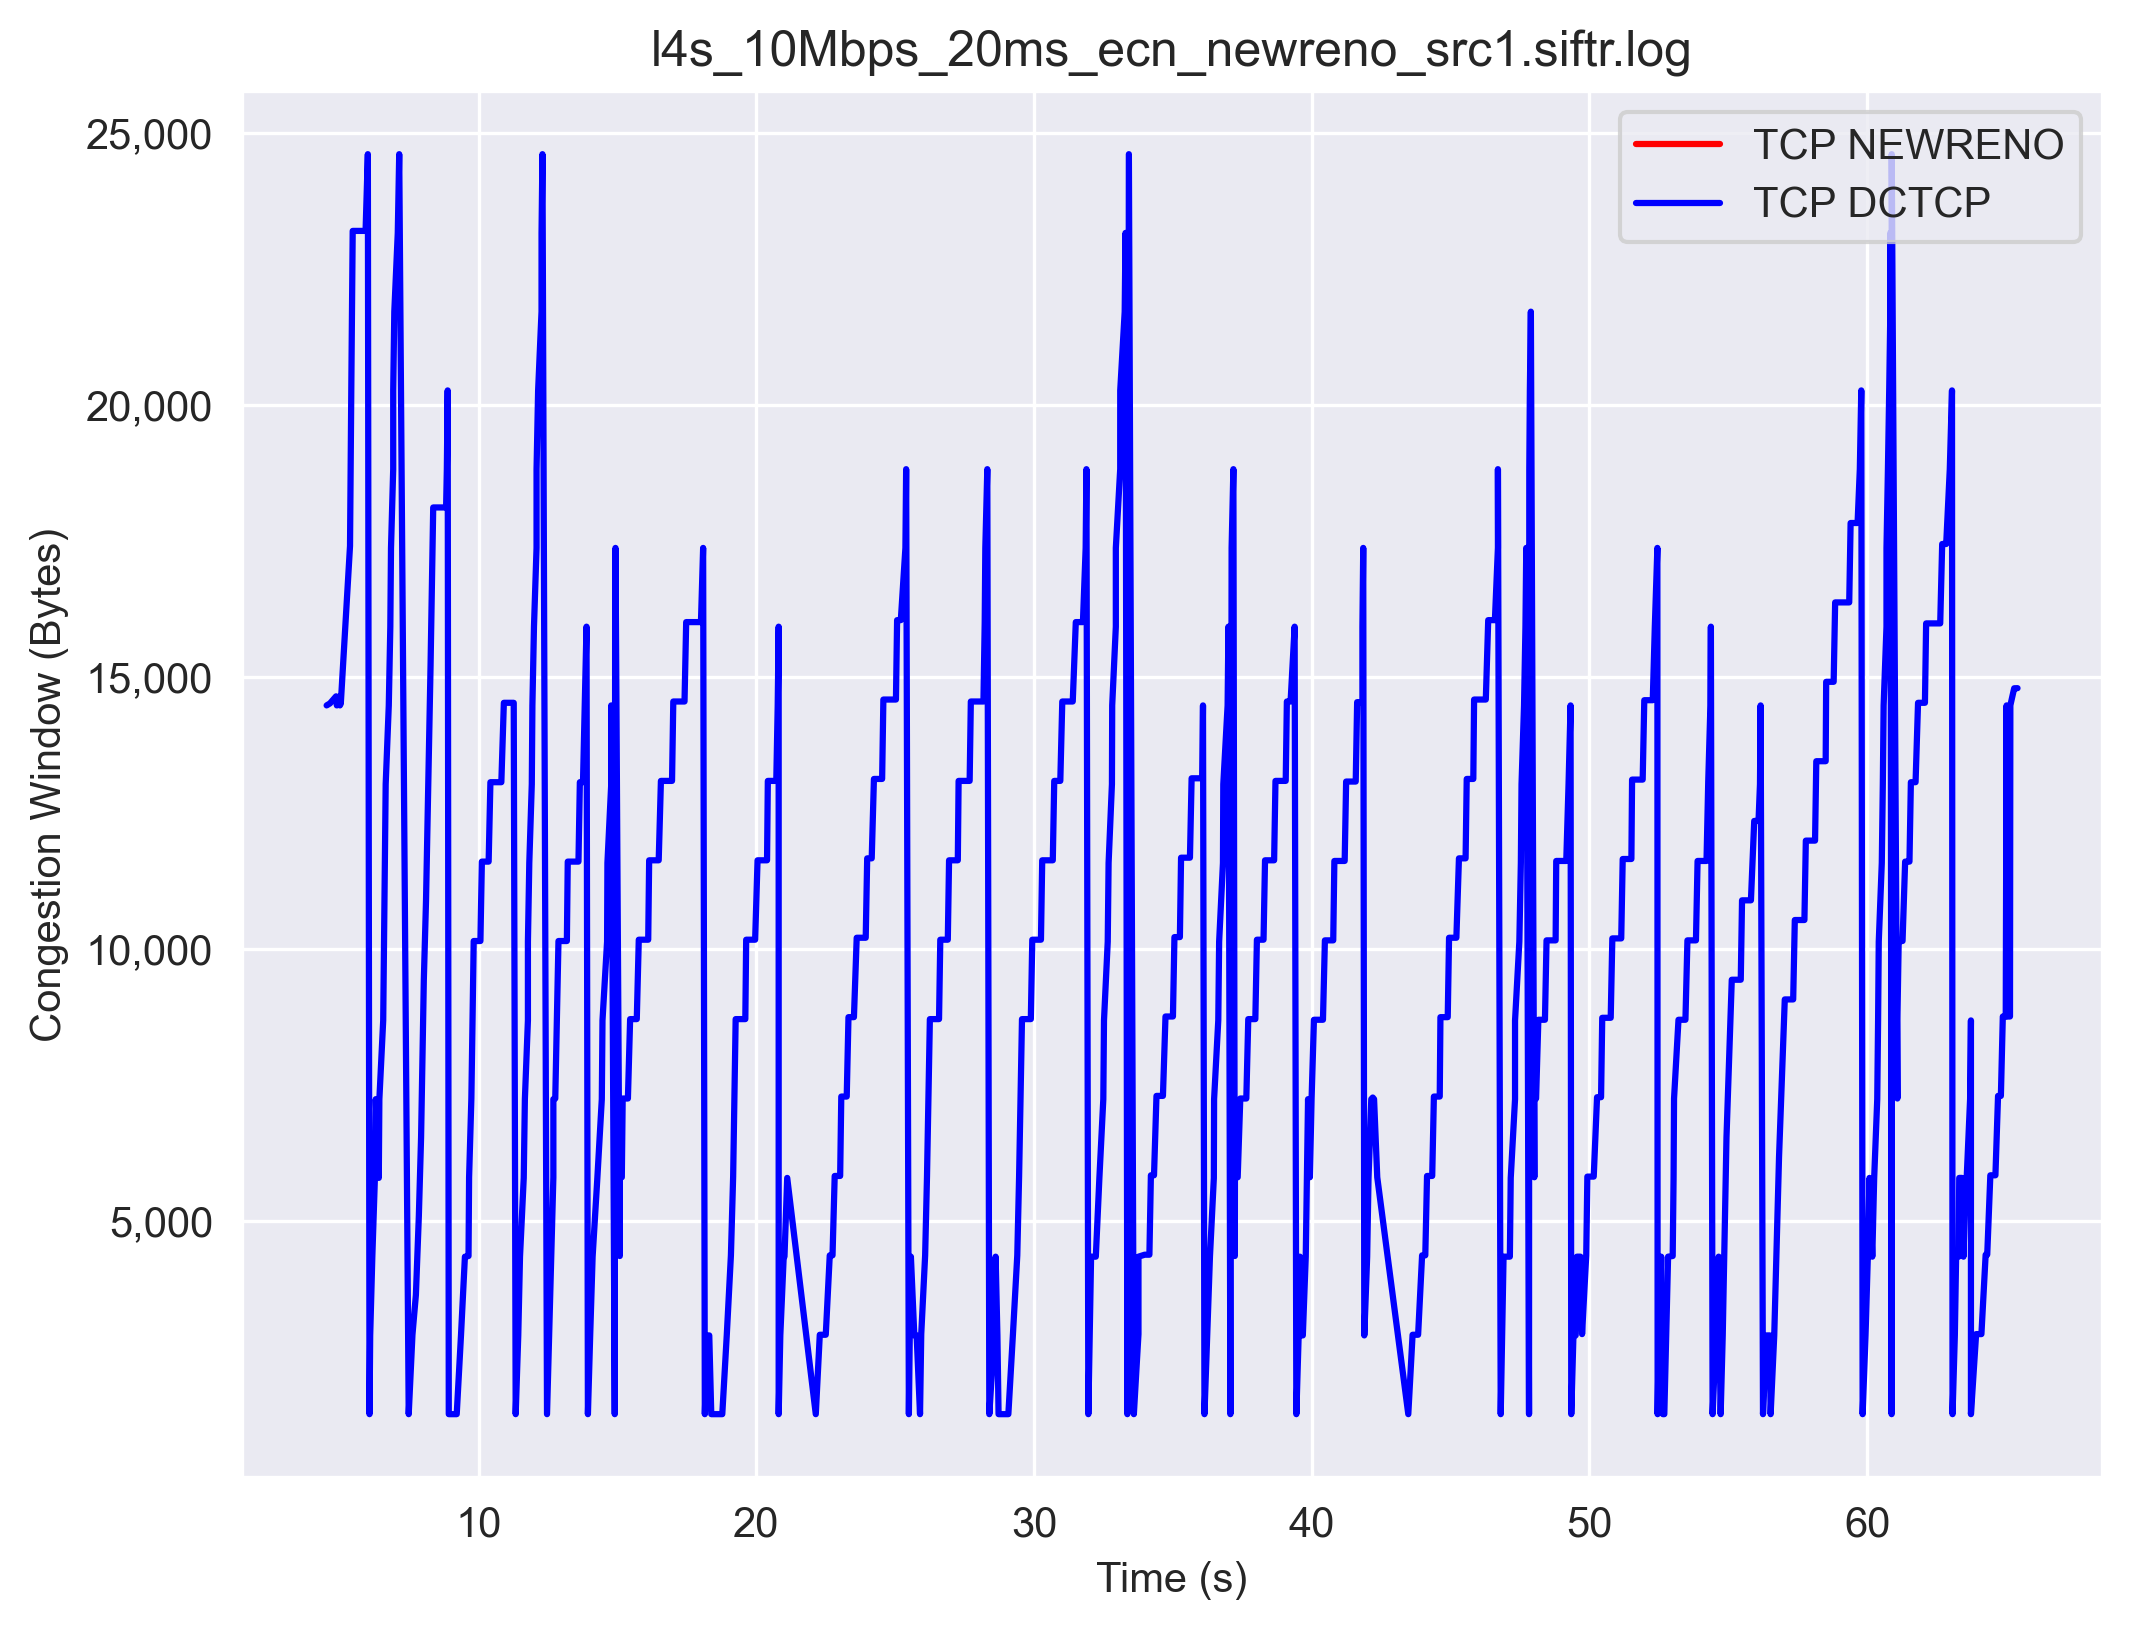 l4s_10Mbps_20ms_ecn_newreno_src1.siftr.log
25,000
20,000
15,000
10,000
5,000
Congestion Window (Bytes)
TCP NEWRENO
TCP DCTCP
10 20 30 40 50 60
Time (s)